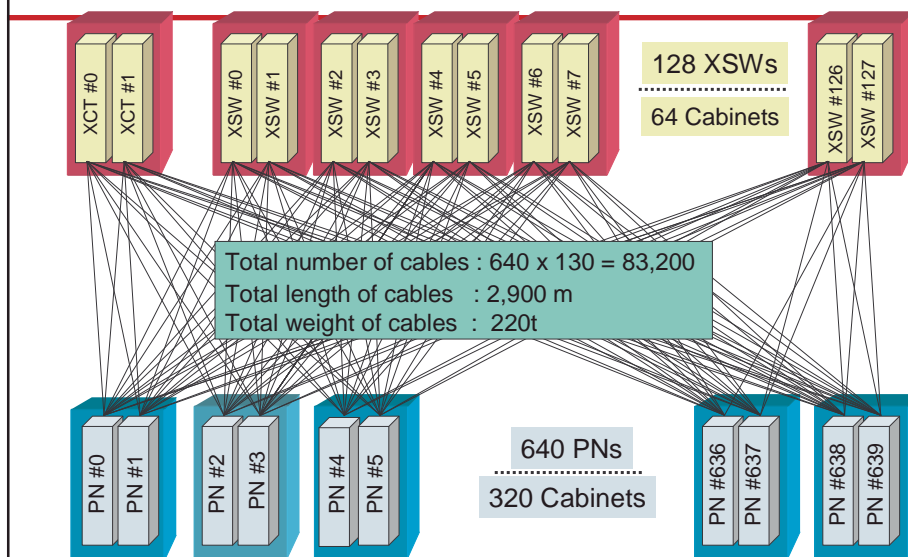 XCT #0
XCT #1
XSW #0
XSW #1
XSW #2
XSW #3
XSW #4
XSW #5
XSW #6
XSW #7
128 XSWs
64 Cabinets
XSW #126
XSW #127
Total number of cables : 640 x 130 = 83,200
Total length of cables : 2,900 m
Total weight of cables : 220t
PN #0
PN #1
PN #2
PN #3
PN #4
PN #5
640 PNs
320 Cabinets
PN #636
PN #637
PN #638
PN #639